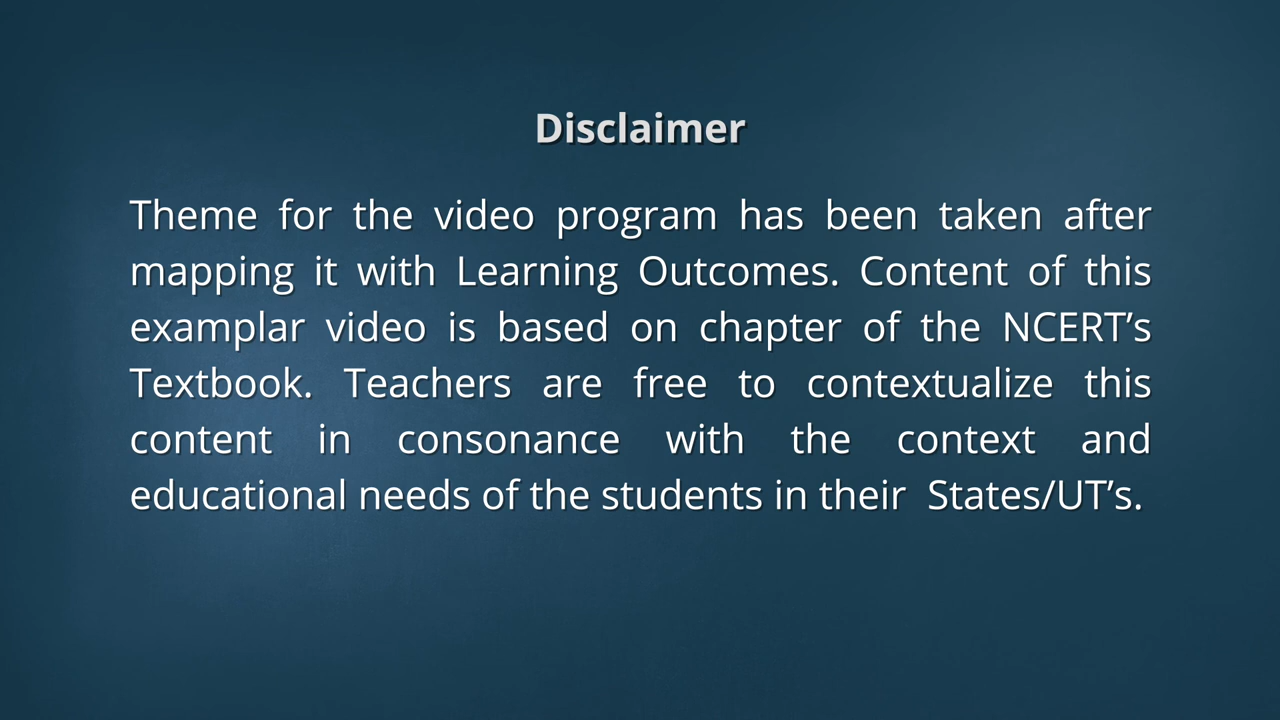 Disclaimer
Theme for the video program has been taken after
mapping it with Learning Outcomes. Content of this
examplar video is based on chapter of the NCERT’s
Textbook. Teachers are free to contextualize this
content in consonance with the context and
educational needs of the students in their  States/UT’s.